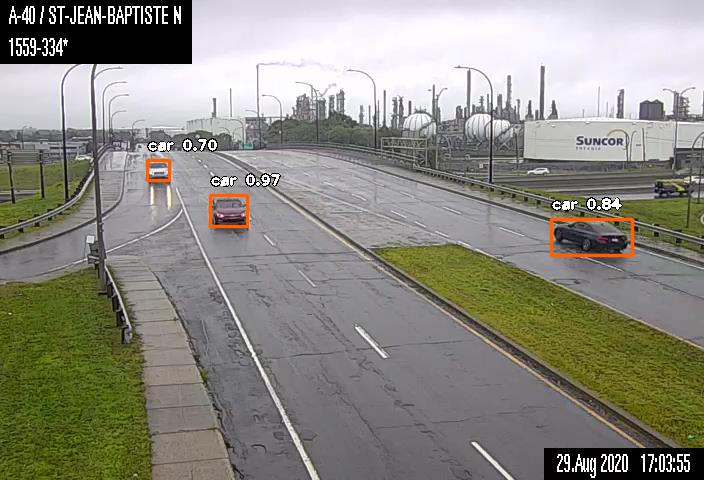 A-40 / ST-JEAN-BAPTISTE N
1559-334*
car 0.70
car 0.97
car 0.84
SUNCOR
29.Aug 2020 17:03:55